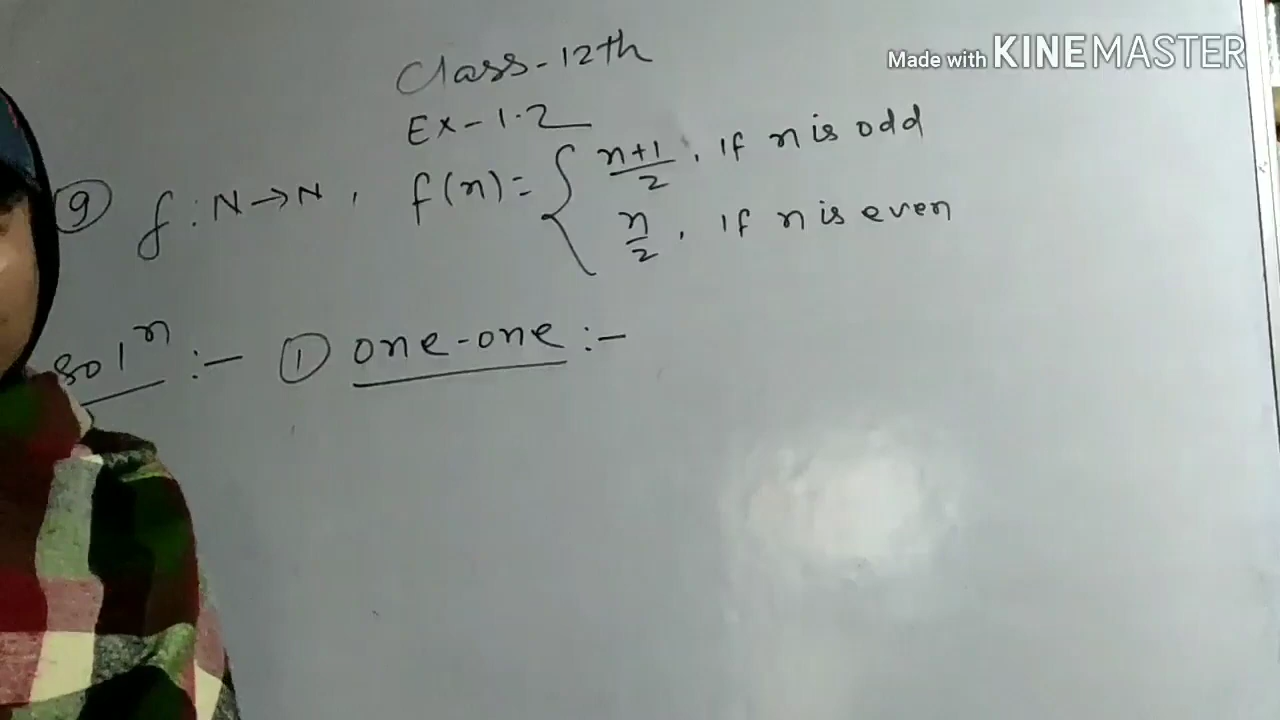 Made with KINEMASTER
Class-12th
Ex-1.2
⑨ f:N→N, f(n)= { n+1/2, if n is odd
n/2, if n is even
Solⁿ:- ① one-one:-